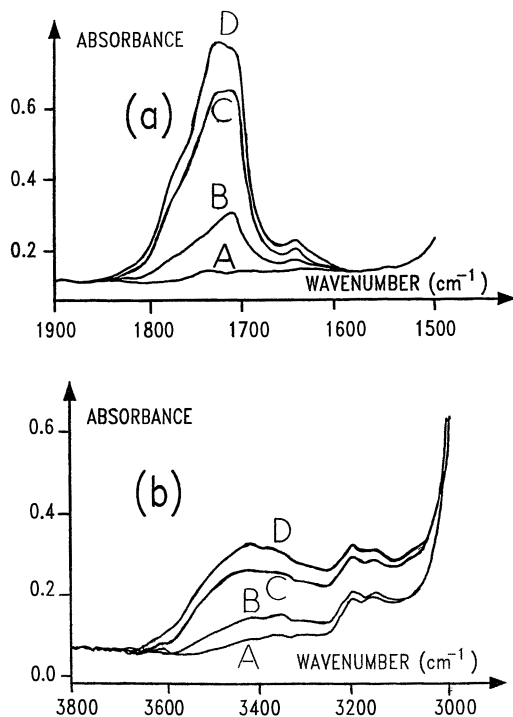 ABSORBANCE
D
(a)
0.6
C
0.4
B
A
0.2
WAVENUMBER (cm⁻¹)
1900 1800 1700 1600 1500
ABSORBANCE
0.6
(b)
0.4
D
C
0.2
B
A
WAVENUMBER (cm⁻¹)
0.0
3800 3600 3400 3200 3000